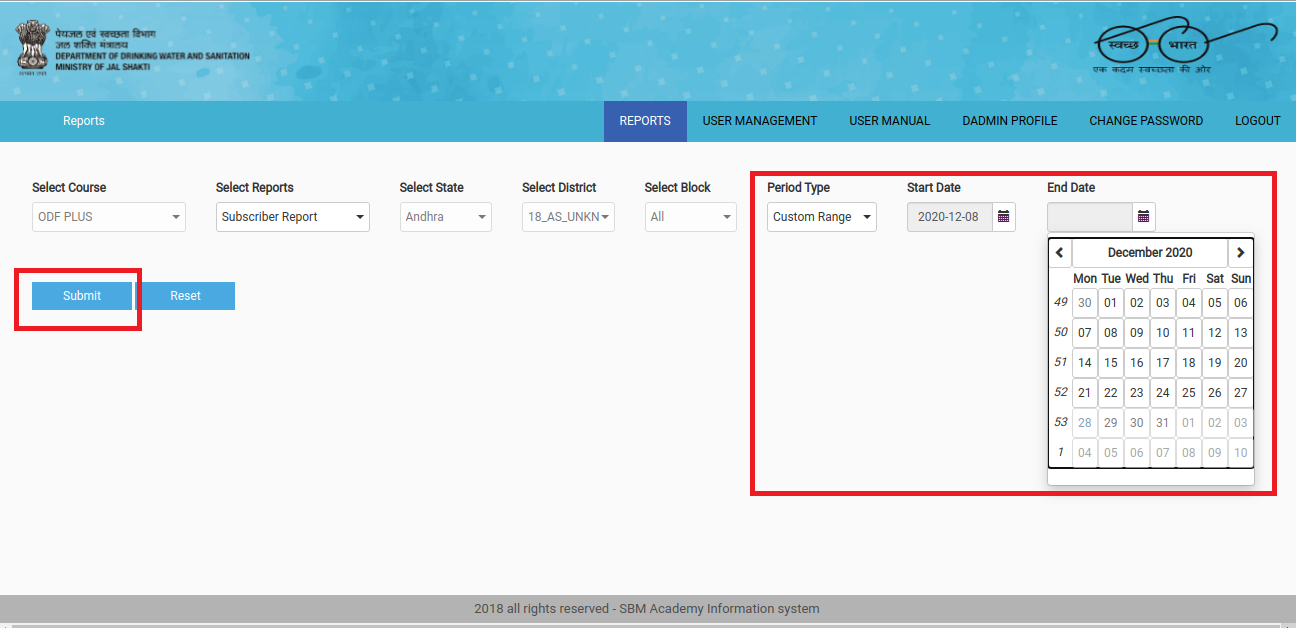 पेयजल एवं स्वच्छता विभाग
जल शक्ति मंत्रालय
DEPARTMENT OF DRINKING WATER AND SANITATION
MINISTRY OF JAL SHAKTI
सत्यमेव जयते
स्वच्छ भारत
एक कदम स्वच्छता की ओर
Reports REPORTS USER MANAGEMENT USER MANUAL DADMIN PROFILE CHANGE PASSWORD LOGOUT
Select Course Select Reports Select State Select District Select Block Period Type Start Date End Date
ODF PLUS Subscriber Report Andhra 18_AS_UNKN All Custom Range 2020-12-08
December 2020
Mon Tue Wed Thu Fri Sat Sun
Submit Reset
49 30 01 02 03 04 05 06
50 07 08 09 10 11 12 13
51 14 15 16 17 18 19 20
52 21 22 23 24 25 26 27
53 28 29 30 31 01 02 03
1 04 05 06 07 08 09 10
2018 all rights reserved - SBM Academy Information system